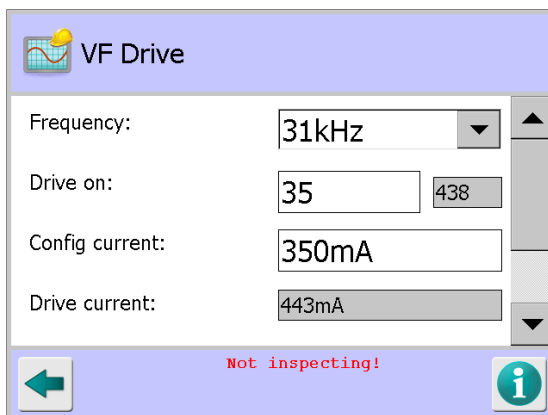 VF Drive
Frequency: 31kHz
Drive on: 35 438
Config current: 350mA
Drive current: 443mA
Not inspecting!